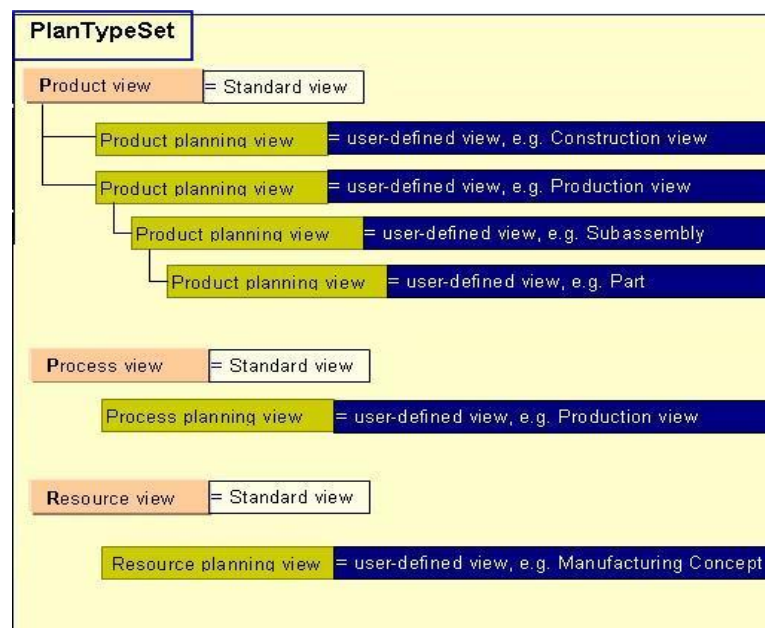 PlanTypeSet
Product view = Standard view
Product planning view = user-defined view, e.g. Construction view
Product planning view = user-defined view, e.g. Production view
Product planning view = user-defined view, e.g. Subassembly
Product planning view = user-defined view, e.g. Part
Process view = Standard view
Process planning view = user-defined view, e.g. Production view
Resource view = Standard view
Resource planning view = user-defined view, e.g. Manufacturing Concept